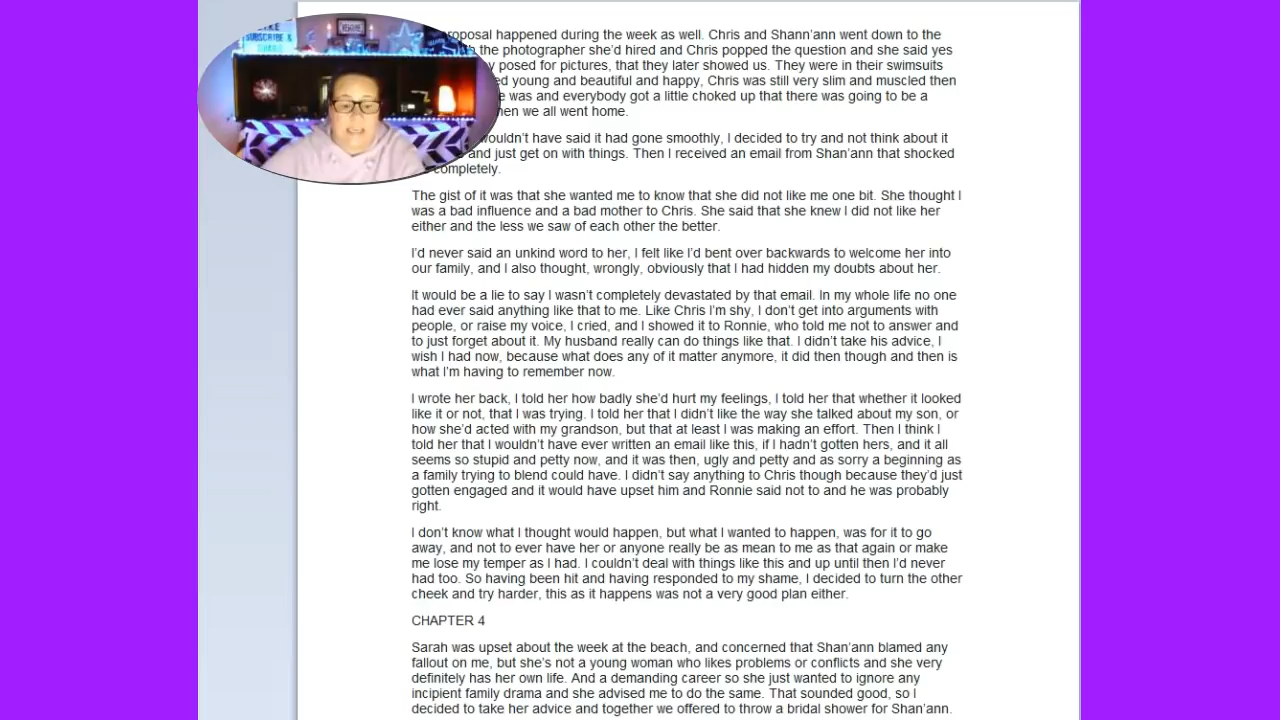 LIKE
SUBSCRIBE &
roposal happened during the week as well. Chris and Shann’ann went down to the
the photographer she’d hired and Chris popped the question and she said yes
posed for pictures, that they later showed us. They were in their swimsuits
ed young and beautiful and happy, Chris was still very slim and muscled then
was and everybody got a little choked up that there was going to be a
hen we all went home.
wouldn’t have said it had gone smoothly, I decided to try and not think about it
and just get on with things. Then I received an email from Shan’ann that shocked
completely.
The gist of it was that she wanted me to know that she did not like me one bit. She thought I
was a bad influence and a bad mother to Chris. She said that she knew I did not like her
either and the less we saw of each other the better.
I’d never said an unkind word to her, I felt like I’d bent over backwards to welcome her into
our family, and I also thought, wrongly, obviously that I had hidden my doubts about her.
It would be a lie to say I wasn’t completely devastated by that email. In my whole life no one
had ever said anything like that to me. Like Chris I’m shy, I don’t get into arguments with
people, or raise my voice, I cried, and I showed it to Ronnie, who told me not to answer and
to just forget about it. My husband really can do things like that. I didn’t take his advice, I
wish I had now, because what does any of it matter anymore, it did then though and then is
what I’m having to remember now.
I wrote her back, I told her how badly she’d hurt my feelings, I told her that whether it looked
like it or not, that I was trying. I told her that I didn’t like the way she talked about my son, or
how she’d acted with my grandson, but that at least I was making an effort. Then I think I
told her that I wouldn’t have ever written an email like this, if I hadn’t gotten hers, and it all
seems so stupid and petty now, and it was then, ugly and petty and as sorry a beginning as
a family trying to blend could have. I didn’t say anything to Chris though because they’d just
gotten engaged and it would have upset him and Ronnie said not to and he was probably
right.
I don’t know what I thought would happen, but what I wanted to happen, was for it to go
away, and not to ever have her or anyone really be as mean to me as that again or make
me lose my temper as I had. I couldn’t deal with things like this and up until then I’d never
had too. So having been hit and having responded to my shame, I decided to turn the other
cheek and try harder, this as it happens was not a very good plan either.
CHAPTER 4
Sarah was upset about the week at the beach, and concerned that Shan’ann blamed any
fallout on me, but she’s not a young woman who likes problems or conflicts and she very
definitely has her own life. And a demanding career so she just wanted to ignore any
incipient family drama and she advised me to do the same. That sounded good, so I
decided to take her advice and together we offered to throw a bridal shower for Shan’ann.